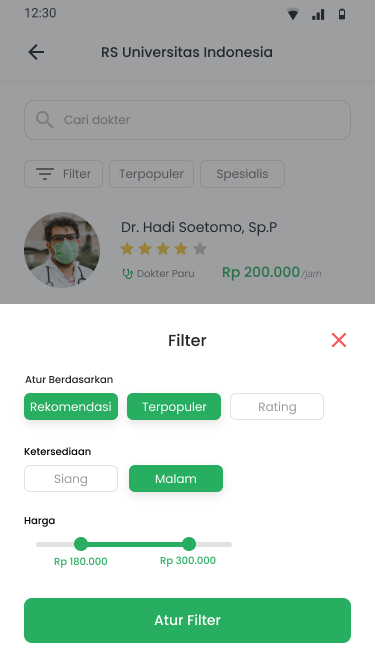 12:30
RS Universitas Indonesia
Cari dokter
Filter Terpopuler Spesialis
Dr. Hadi Soetomo, Sp.P
Dokter Paru Rp 200.000/jam
Filter
Atur Berdasarkan
Rekomendasi Terpopuler Rating
Ketersediaan
Siang Malam
Harga
Rp 180.000 Rp 300.000
Atur Filter